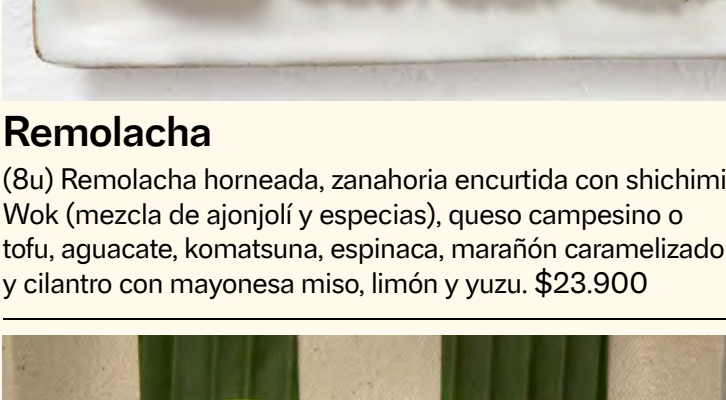 Remolacha
(8u) Remolacha horneada, zanahoria encurtida con shichimi
Wok (mezcla de ajonjolí y especias), queso campesino o
tofu, aguacate, komatsuna, espinaca, marañón caramelizado
y cilantro con mayonesa miso, limón y yuzu. $23.900